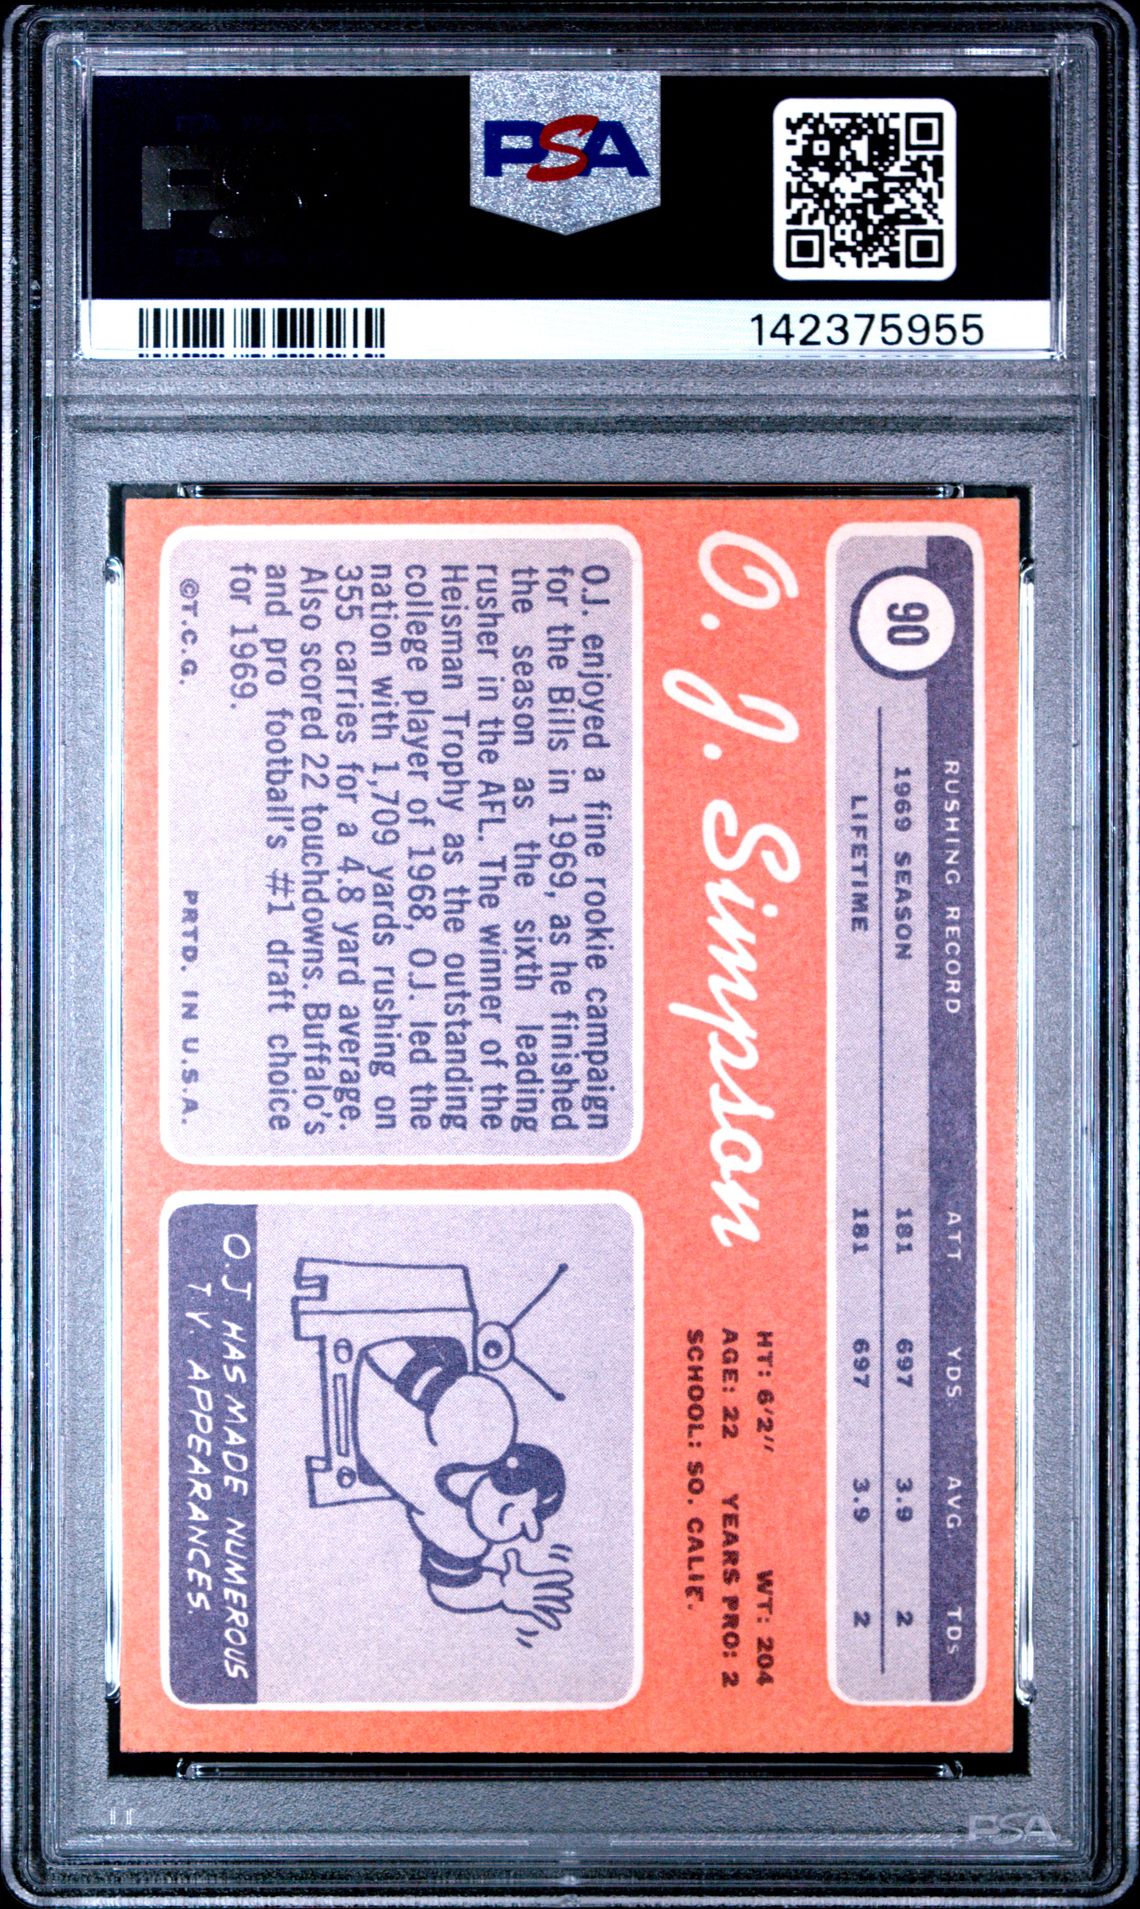 PSA
142375955
90
RUSHING RECORD ATT YDS AVG. TDs
1969 SEASON 181 697 3.9 2
LIFETIME 181 697 3.9 2
O. J. Simpson
HT: 6'2" WT: 204
AGE: 22 YEARS PRO: 2
SCHOOL: SO. CALIF.
O.J. enjoyed a fine rookie campaign
for the Bills in 1969, as he finished
the season as the sixth leading
rusher in the AFL. The winner of the
Heisman Trophy as the outstanding
college player of 1968, O.J. led the
nation with 1,709 yards rushing on
355 carries for a 4.8 yard average.
Also scored 22 touchdowns. Buffalo's
and pro football's #1 draft choice
for 1969.
©T.C.G. PRTD. IN U.S.A.
O.J HAS MADE NUMEROUS
T.V. APPEARANCES.
PSA